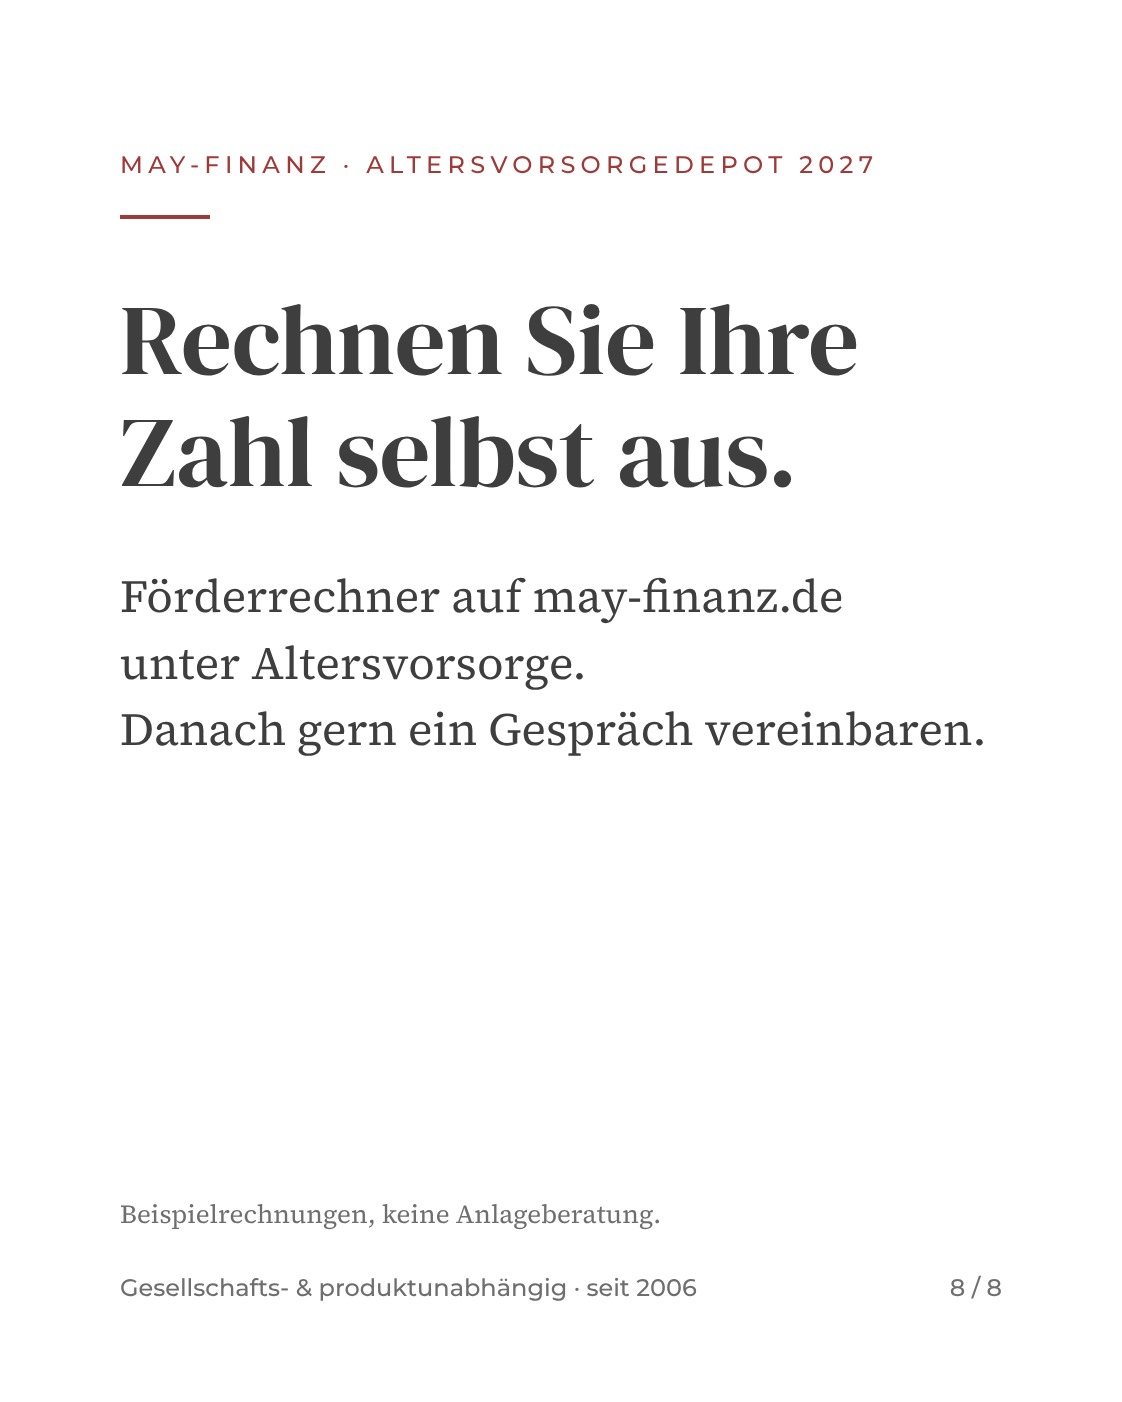 MAY-FINANZ · ALTERSVORSORGEDEPOT 2027
Rechnen Sie Ihre
Zahl selbst aus.
Förderrechner auf may-finanz.de
unter Altersvorsorge.
Danach gern ein Gespräch vereinbaren.
Beispielrechnungen, keine Anlageberatung.
Gesellschafts- & produktunabhängig · seit 2006
8 / 8